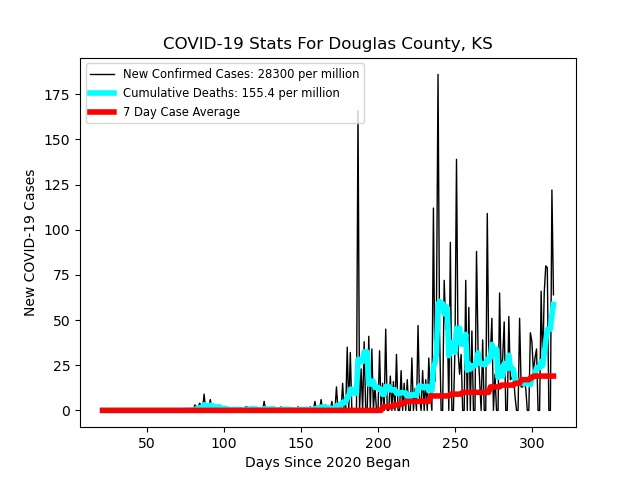 COVID-19 Stats For Douglas County, KS
New Confirmed Cases: 28300 per million
Cumulative Deaths: 155.4 per million
7 Day Case Average
New COVID-19 Cases
175
150
125
100
75
50
25
0
50 100 150 200 250 300
Days Since 2020 Began